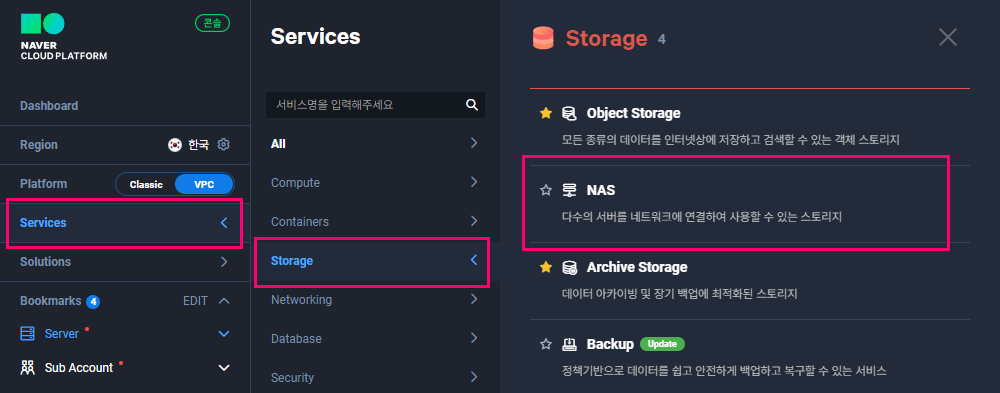 콘솔
NAVER
CLOUD PLATFORM
Dashboard
Region 한국
Platform Classic VPC
Services
Solutions
Bookmarks 4 EDIT
Server
Sub Account
Services
서비스명을 입력해주세요
All
Compute
Containers
Storage
Networking
Database
Security
Storage 4
Object Storage
모든 종류의 데이터를 인터넷상에 저장하고 검색할 수 있는 객체 스토리지
NAS
다수의 서버를 네트워크에 연결하여 사용할 수 있는 스토리지
Archive Storage
데이터 아카이빙 및 장기 백업에 최적화된 스토리지
Backup Update
정책기반으로 데이터를 쉽고 안전하게 백업하고 복구할 수 있는 서비스